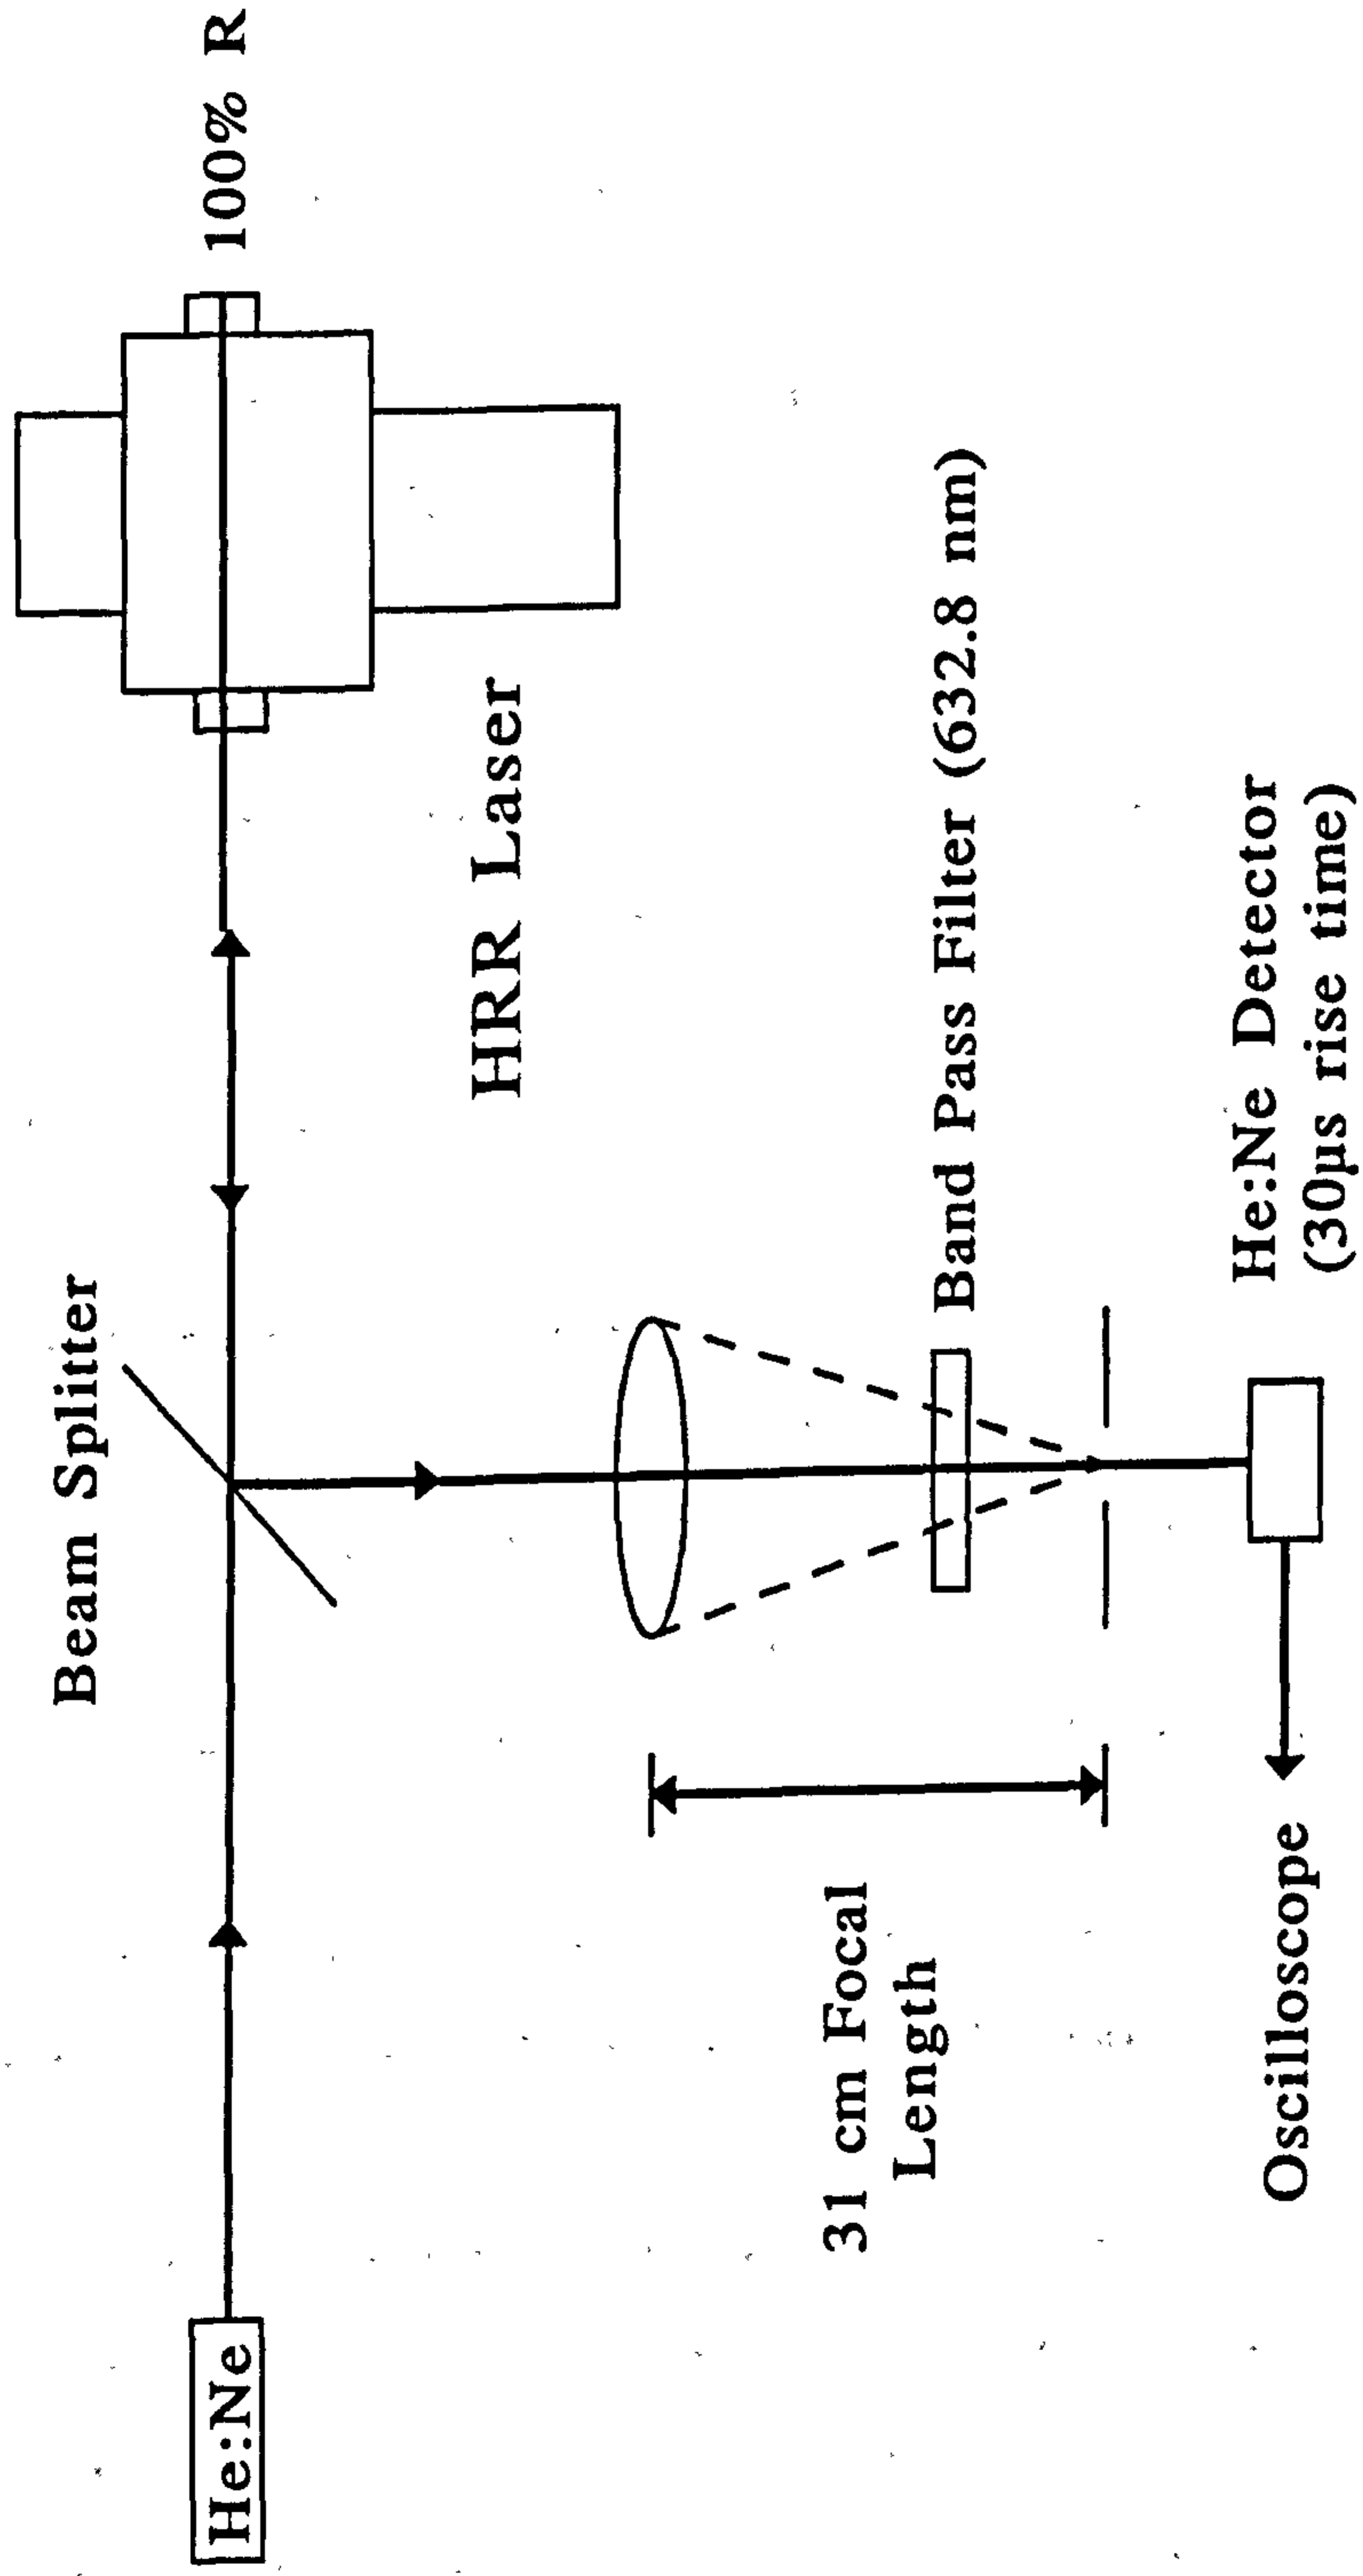 Beam Splitter
100% R
He:Ne
HRR Laser
31 cm Focal
Length
Band Pass Filter (632.8 nm)
He:Ne Detector
(30µs rise time)
Oscilloscope